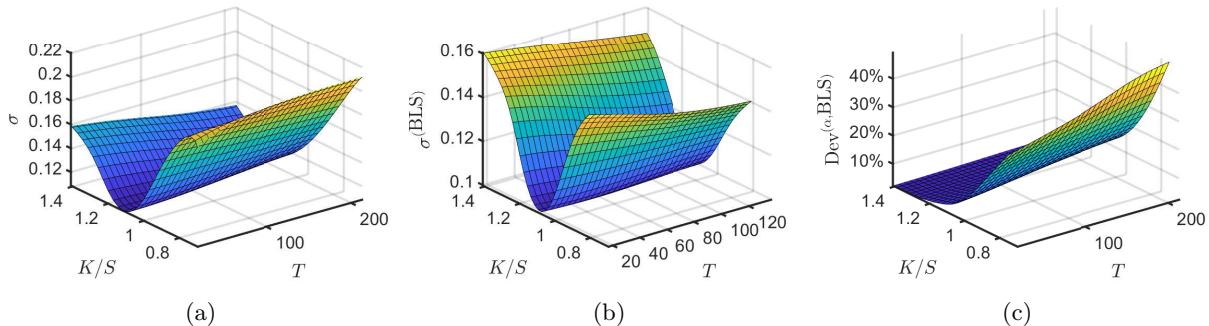 0.22
0.2
0.18
0.16
0.14
0.12
σ
1.4
1.2
1
0.8
K/S
100
200
T
(a)
0.16
0.14
0.12
0.1
σ^(BLS)
1.4
1.2
1
0.8
K/S
20 40 60 80 100 120
T
(b)
40%
30%
20%
10%
Dev^(α,BLS)
1.4
1.2
1
0.8
K/S
100
200
T
(c)